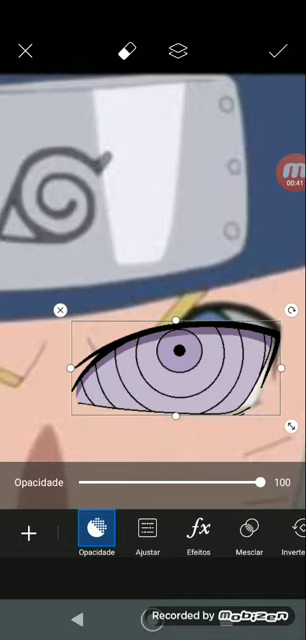 00:41
Opacidade 100
fx
Opacidade Ajustar Efeitos Mesclar Inverte
Recorded by mobizen